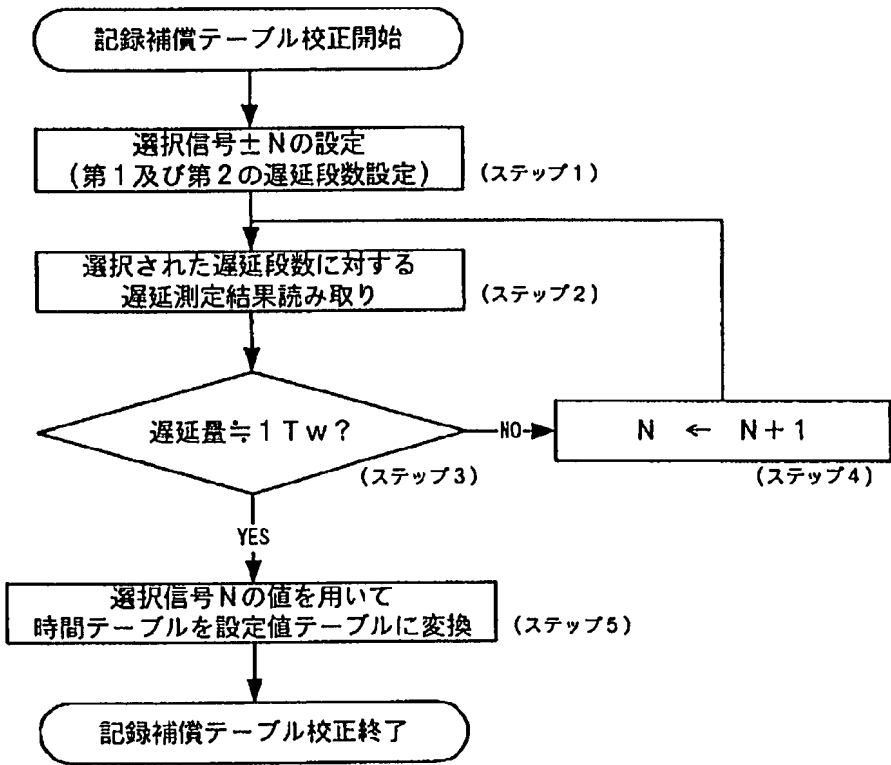 記録補償テーブル校正開始
選択信号±Nの設定
(第1及び第2の遅延段数設定)
(ステップ1)
選択された遅延段数に対する
遅延測定結果読み取り
(ステップ2)
遅延量≒1Tw?
(ステップ3)
NO
N ← N+1
(ステップ4)
YES
選択信号Nの値を用いて
時間テーブルを設定値テーブルに変換
(ステップ5)
記録補償テーブル校正終了